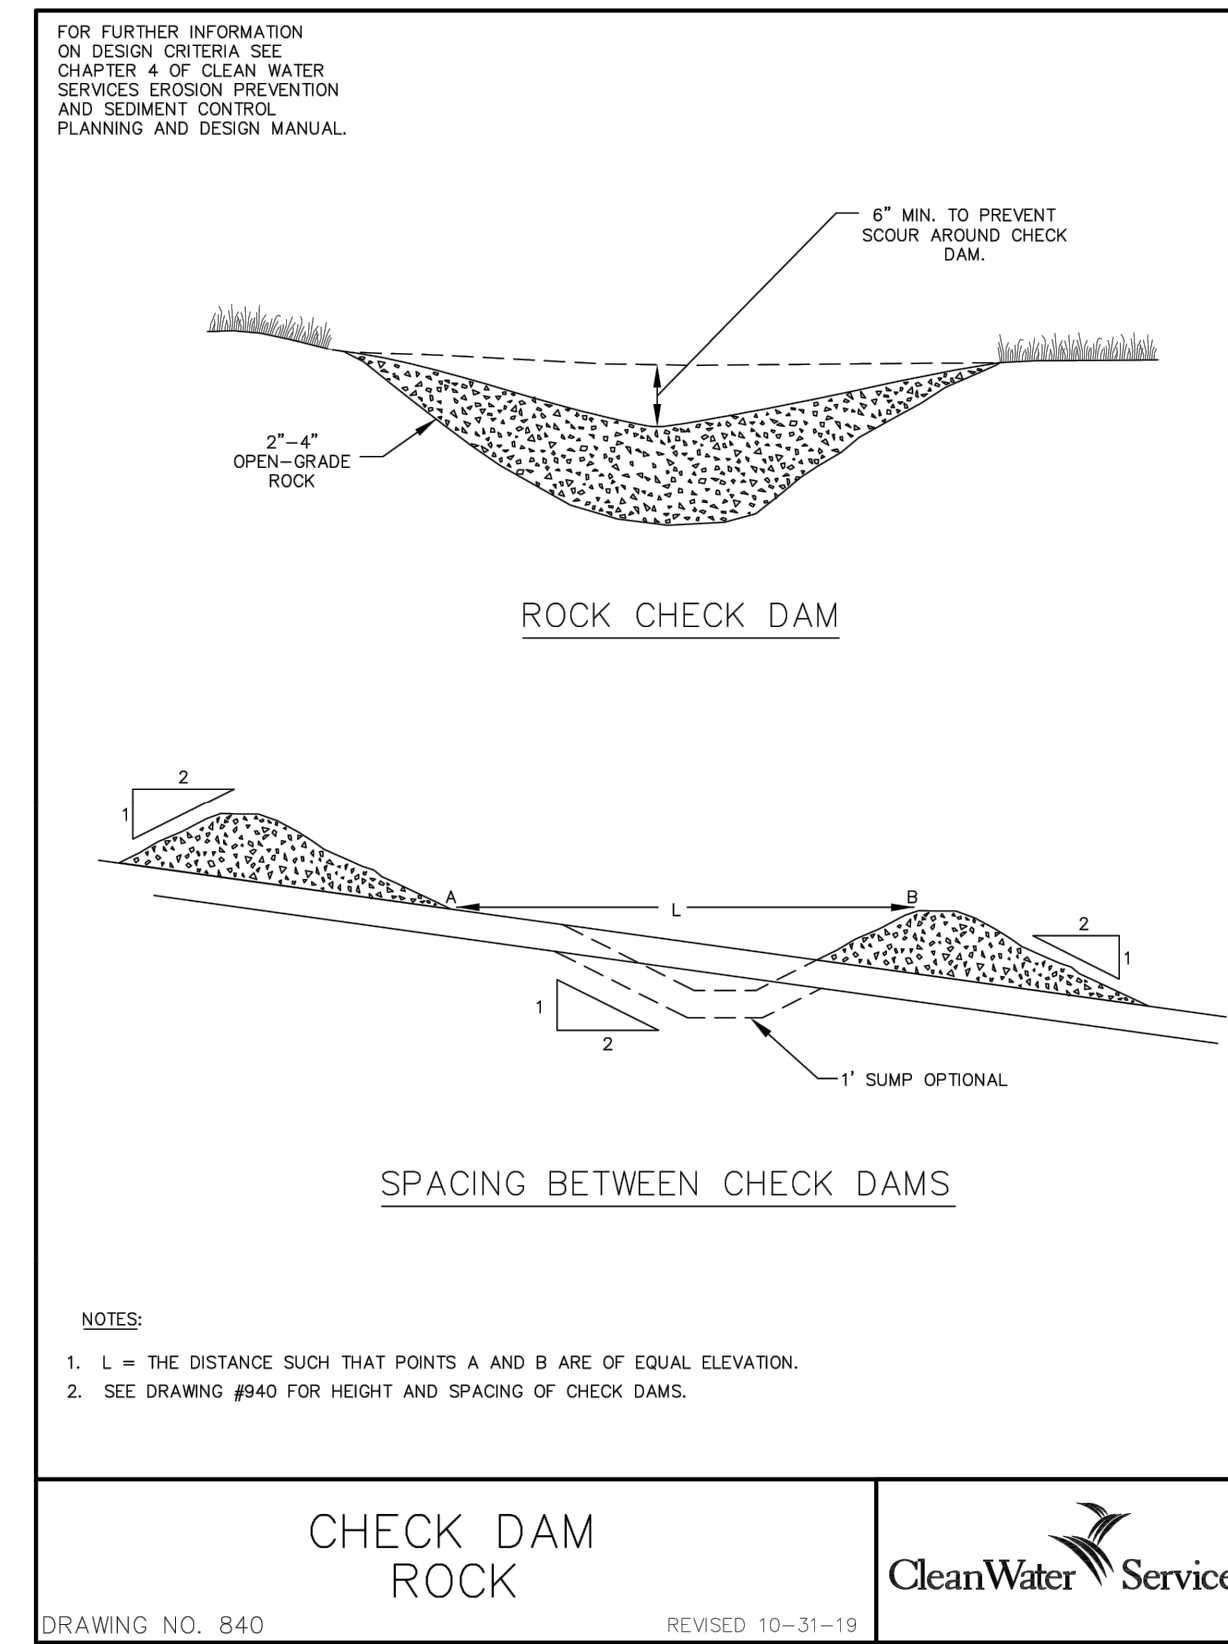 FOR FURTHER INFORMATION
ON DESIGN CRITERIA SEE
CHAPTER 4 OF CLEAN WATER
SERVICES EROSION PREVENTION
AND SEDIMENT CONTROL
PLANNING AND DESIGN MANUAL.
6" MIN. TO PREVENT
SCOUR AROUND CHECK
DAM.
2"-4"
OPEN-GRADE
ROCK
ROCK CHECK DAM
2
1
A
L
B
2
1
1
2
1' SUMP OPTIONAL
SPACING BETWEEN CHECK DAMS
NOTES:
1. L = THE DISTANCE SUCH THAT POINTS A AND B ARE OF EQUAL ELEVATION.
2. SEE DRAWING #940 FOR HEIGHT AND SPACING OF CHECK DAMS.
CHECK DAM
ROCK
DRAWING NO. 840
REVISED 10-31-19
CleanWater Service